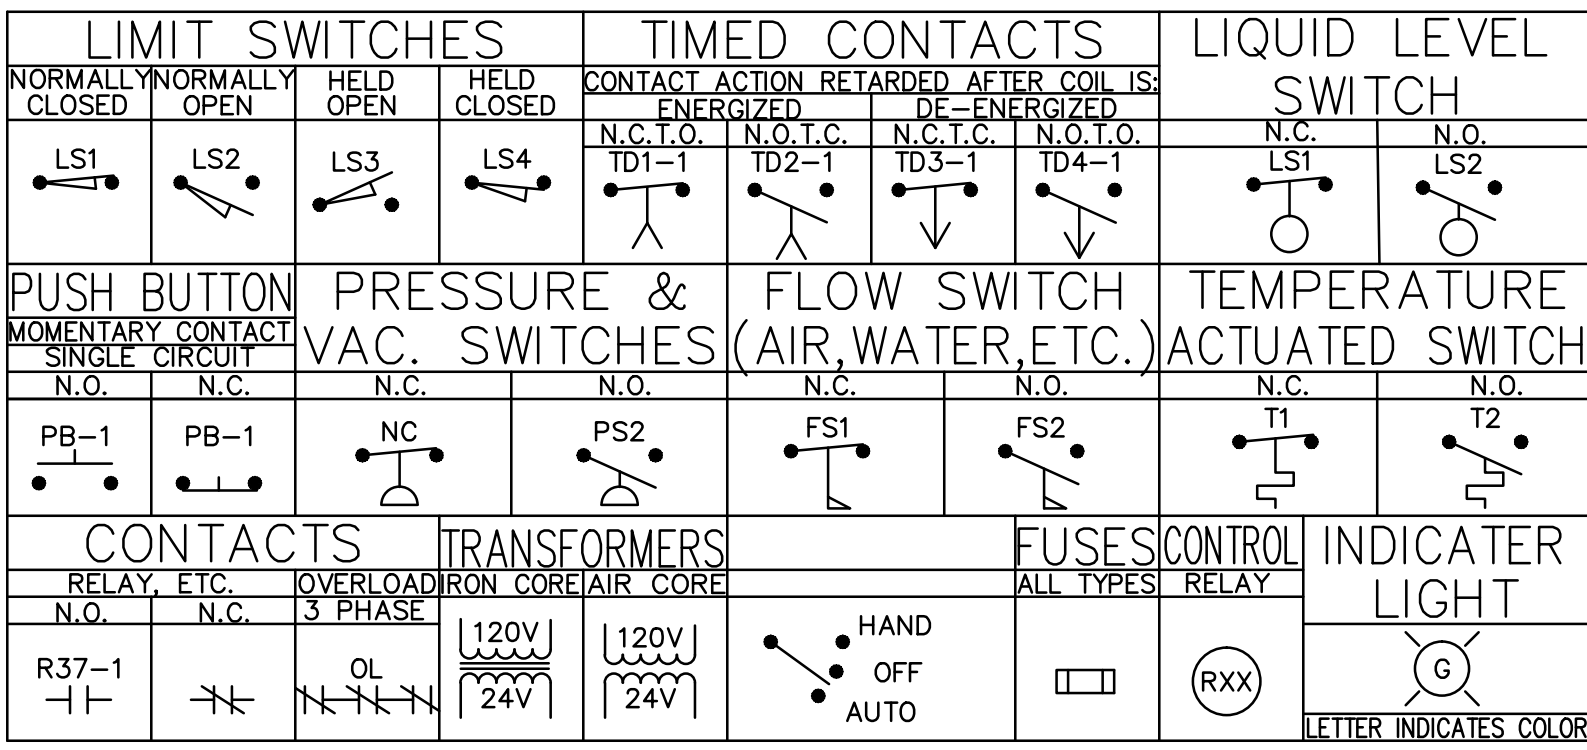 LIMIT SWITCHES
NORMALLY CLOSED
NORMALLY OPEN
HELD OPEN
HELD CLOSED
LS1
LS2
LS3
LS4
TIMED CONTACTS
CONTACT ACTION RETARDED AFTER COIL IS:
ENERGIZED
DE-ENERGIZED
N.C.T.O.
N.O.T.C.
N.C.T.C.
N.O.T.O.
TD1-1
TD2-1
TD3-1
TD4-1
LIQUID LEVEL
SWITCH
N.C.
N.O.
LS1
LS2
PUSH BUTTON
MOMENTARY CONTACT
SINGLE CIRCUIT
N.O.
N.C.
PB-1
PB-1
PRESSURE &
VAC. SWITCHES
N.C.
N.O.
NC
PS2
FLOW SWITCH
(AIR,WATER,ETC.)
N.C.
N.O.
FS1
FS2
TEMPERATURE
ACTUATED SWITCH
N.C.
N.O.
T1
T2
CONTACTS
RELAY, ETC.
OVERLOAD
N.O.
N.C.
3 PHASE
R37-1
OL
TRANSFORMERS
IRON CORE
AIR CORE
120V
24V
120V
24V
HAND
OFF
AUTO
FUSES
ALL TYPES
CONTROL
RELAY
RXX
INDICATER
LIGHT
G
LETTER INDICATES COLOR